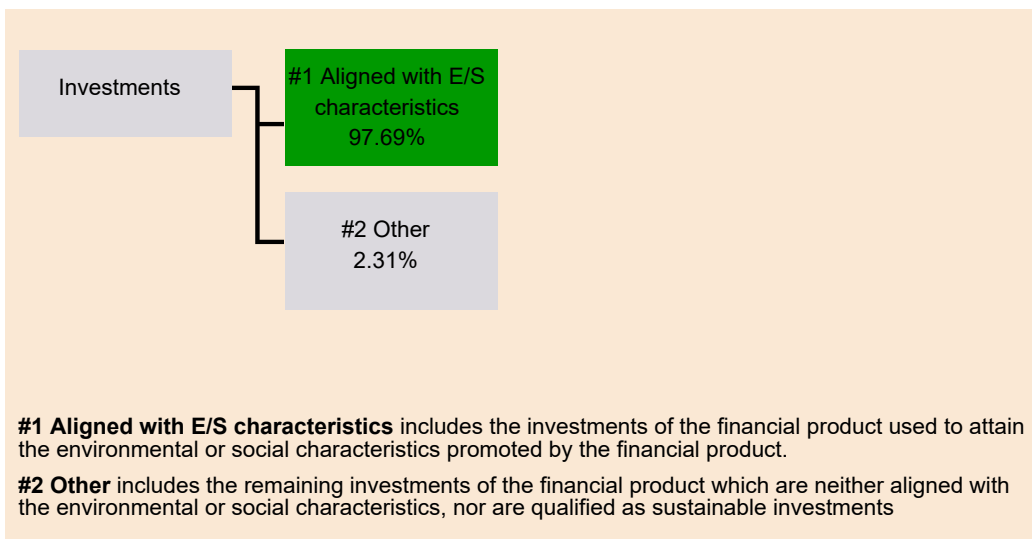 Investments
#1 Aligned with E/S
characteristics
97.69%
#2 Other
2.31%
#1 Aligned with E/S characteristics includes the investments of the financial product used to attain
the environmental or social characteristics promoted by the financial product.
#2 Other includes the remaining investments of the financial product which are neither aligned with
the environmental or social characteristics, nor are qualified as sustainable investments